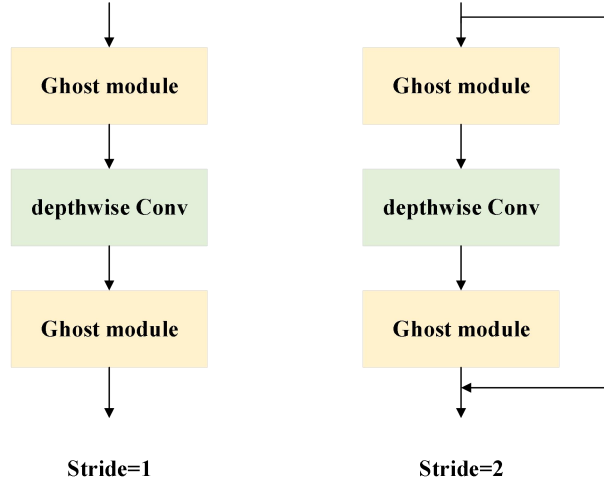 Ghost module
depthwise Conv
Ghost module
Stride=1
Ghost module
depthwise Conv
Ghost module
Stride=2